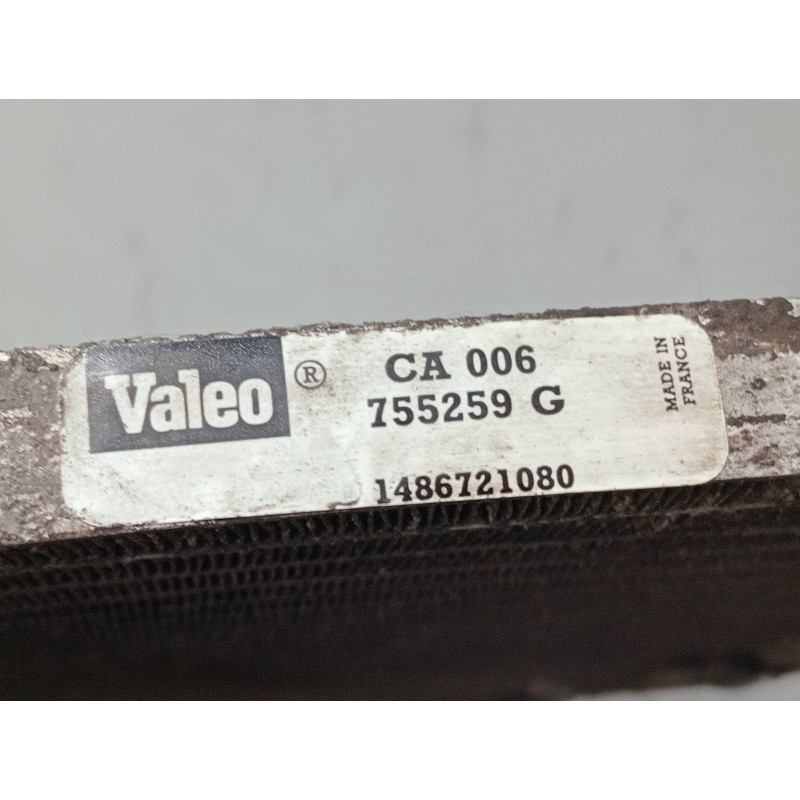 Valeo ®
CA 006
755259 G
1486721080
MADE IN
FRANCE